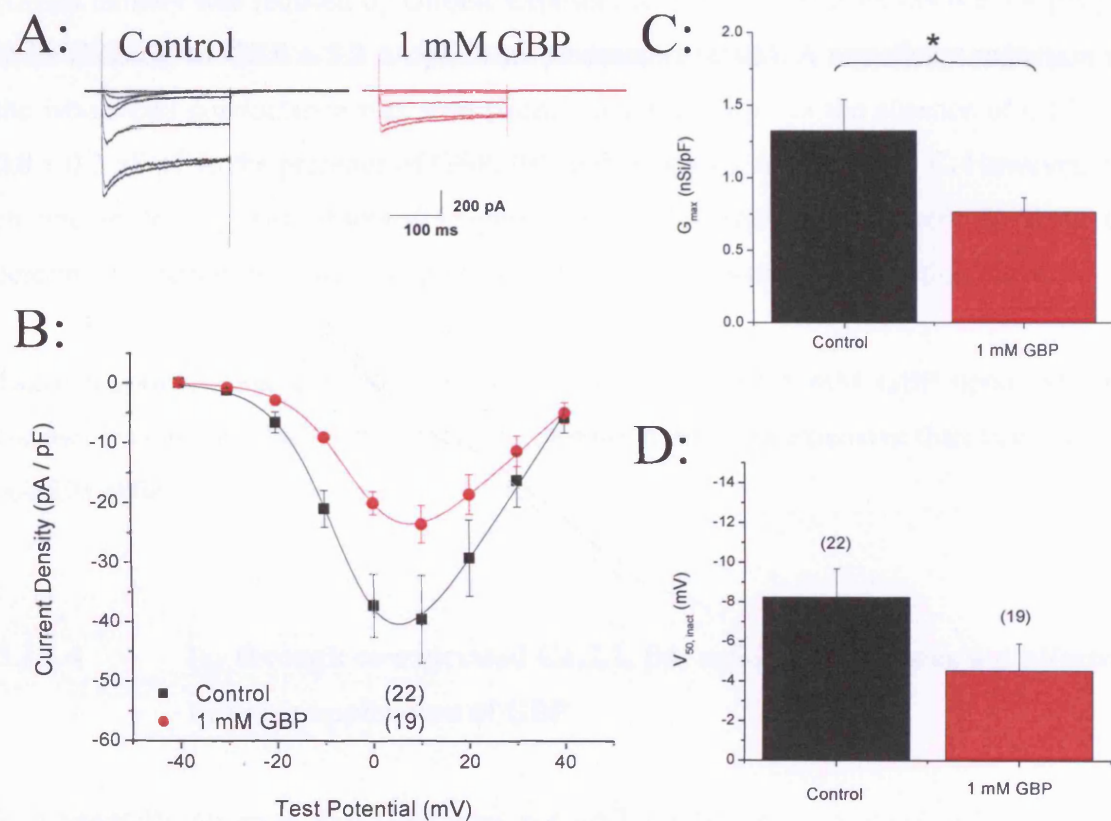 A:
Control
1 mM GBP
200 pA
100 ms
B:
Current Density (pA / pF)
0
-10
-20
-30
-40
-50
-60
Control (22)
1 mM GBP (19)
-40 -20 0 20 40
Test Potential (mV)
C:
*
G max (nSi/pF)
2.0
1.5
1.0
0.5
0.0
Control
1 mM GBP
D:
V 50, inact (mV)
-14
-12
-10
-8
-6
-4
-2
0
(22)
(19)
Control
1 mM GBP